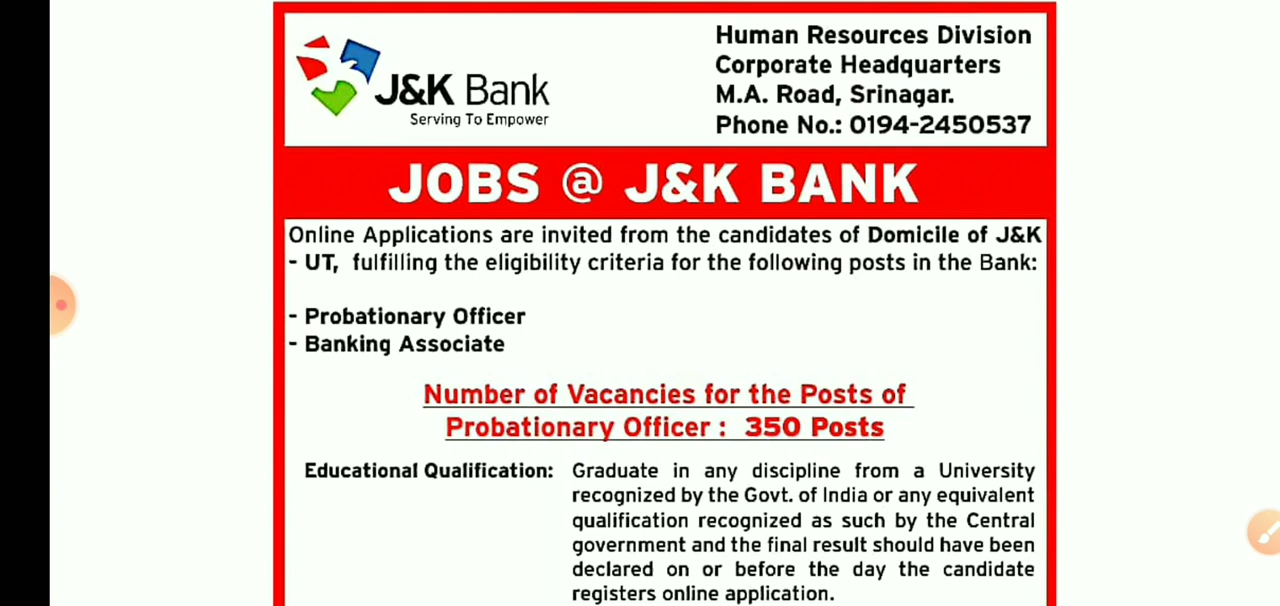 J&K Bank
Serving To Empower
Human Resources Division
Corporate Headquarters
M.A. Road, Srinagar.
Phone No.: 0194-2450537
JOBS @ J&K BANK
Online Applications are invited from the candidates of Domicile of J&K
- UT, fulfilling the eligibility criteria for the following posts in the Bank:
- Probationary Officer
- Banking Associate
Number of Vacancies for the Posts of
Probationary Officer : 350 Posts
Educational Qualification: Graduate in any discipline from a University
recognized by the Govt. of India or any equivalent
qualification recognized as such by the Central
government and the final result should have been
declared on or before the day the candidate
registers online application.